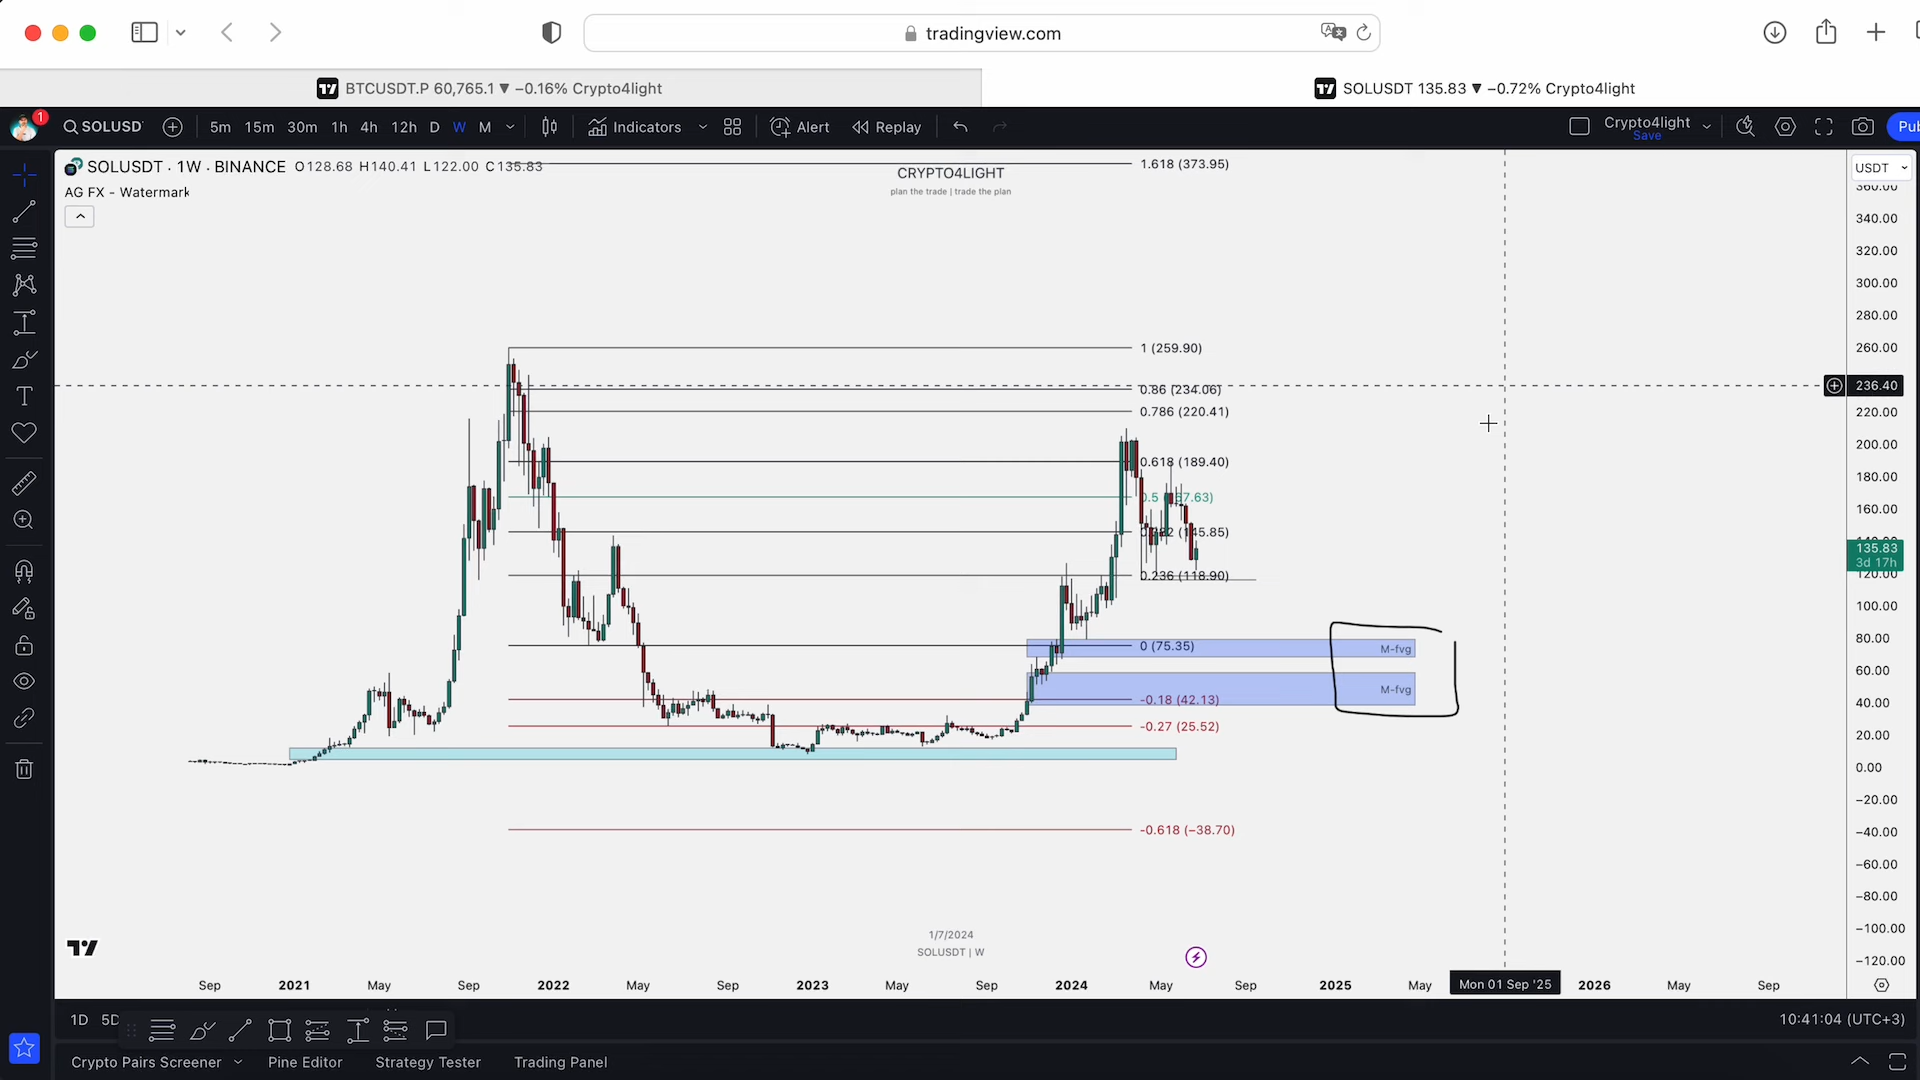 tradingview.com
BTCUSDT.P 60,765.1 ▼ −0.16% Crypto4light
SOLUSDT 135.83 ▼ −0.72% Crypto4light
1
SOLUSD
5m 15m 30m 1h 4h 12h D W M
Indicators
Alert
Replay
Crypto4light
Save
Pu
SOLUSDT · 1W · BINANCE O128.68 H140.41 L122.00 C135.83
AG FX - Watermark
CRYPTO4LIGHT
plan the trade | trade the plan
1.618 (373.95)
1 (259.90)
0.86 (234.06)
0.786 (220.41)
0.618 (189.40)
0.236 (118.90)
0 (75.35)
-0.18 (42.13)
-0.27 (25.52)
-0.618 (−38.70)
M-fvg
M-fvg
USDT
360.00
340.00
320.00
300.00
280.00
260.00
236.40
220.00
200.00
180.00
160.00
135.83
3d 17h
120.00
100.00
80.00
60.00
40.00
20.00
0.00
−20.00
−40.00
−60.00
−80.00
−100.00
−120.00
1/7/2024
SOLUSDT | W
Sep 2021 May Sep 2022 May Sep 2023 May Sep 2024 May Sep 2025 May Mon 01 Sep '25 2026 May Sep
1D 5D
10:41:04 (UTC+3)
Crypto Pairs Screener Pine Editor Strategy Tester Trading Panel